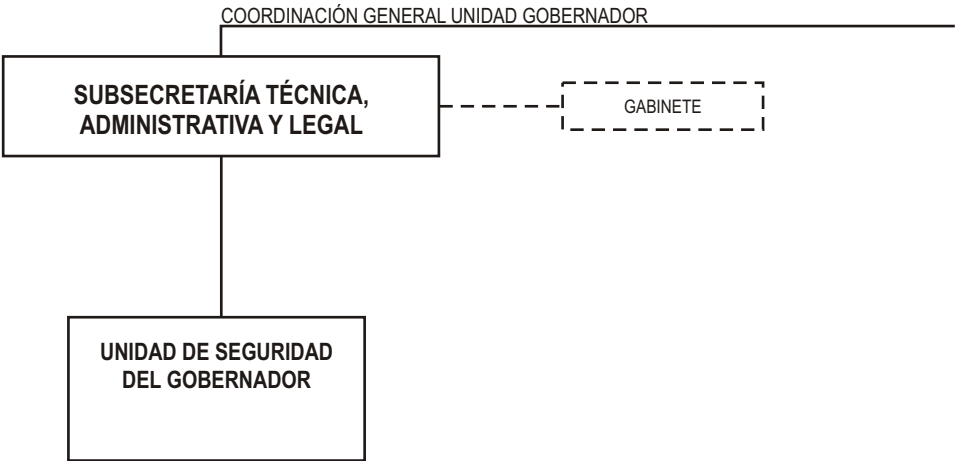 COORDINACIÓN GENERAL UNIDAD GOBERNADOR
SUBSECRETARÍA TÉCNICA,
ADMINISTRATIVA Y LEGAL
GABINETE
UNIDAD DE SEGURIDAD
DEL GOBERNADOR